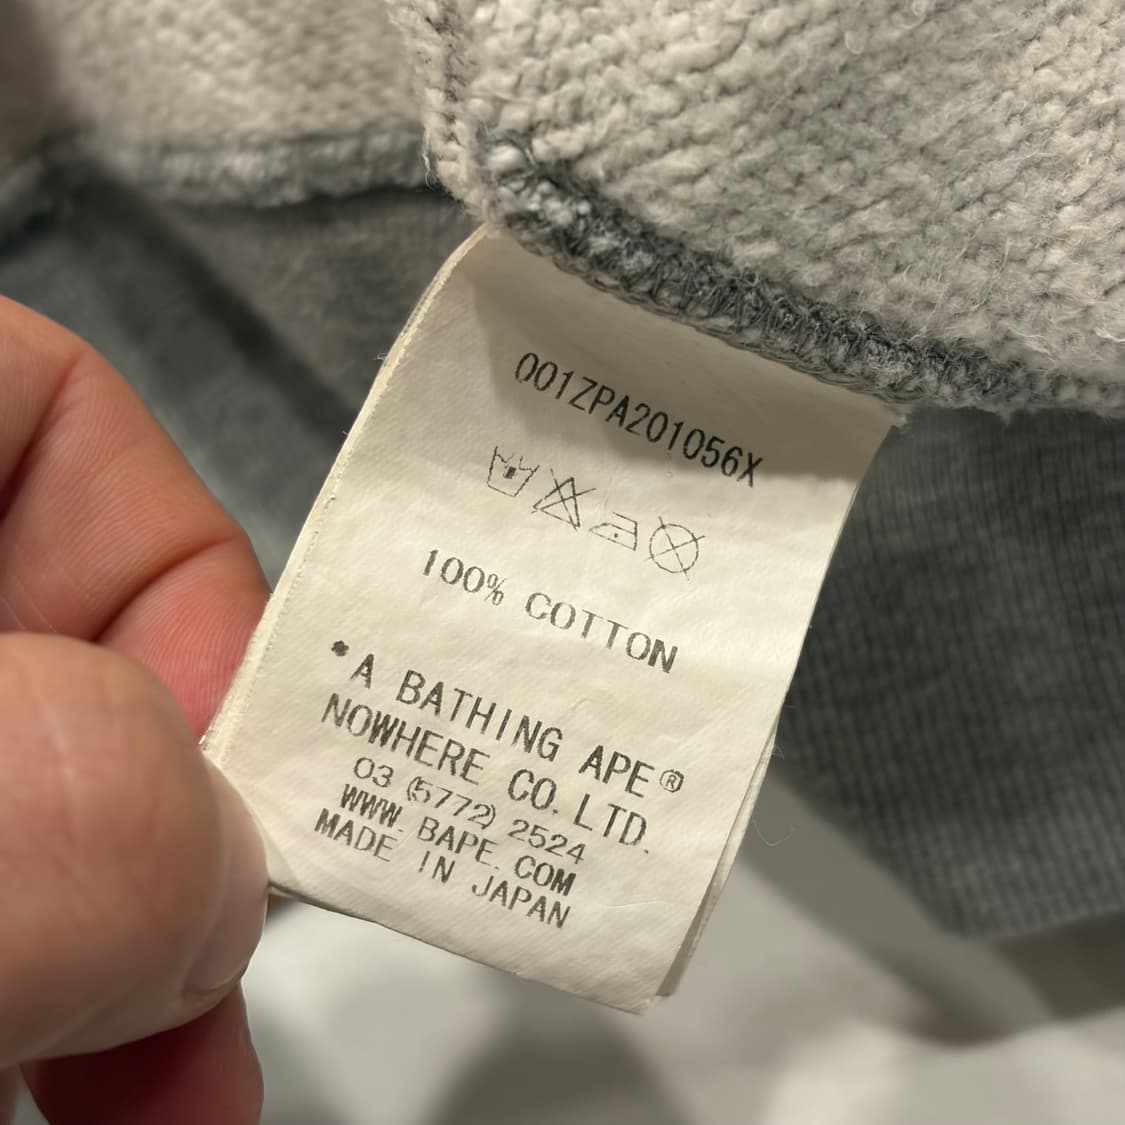 001ZPA201056X
100% COTTON
*A BATHING APE®
NOWHERE CO. LTD.
03 (5772) 2524
WWW. BAPE. COM
MADE IN JAPAN